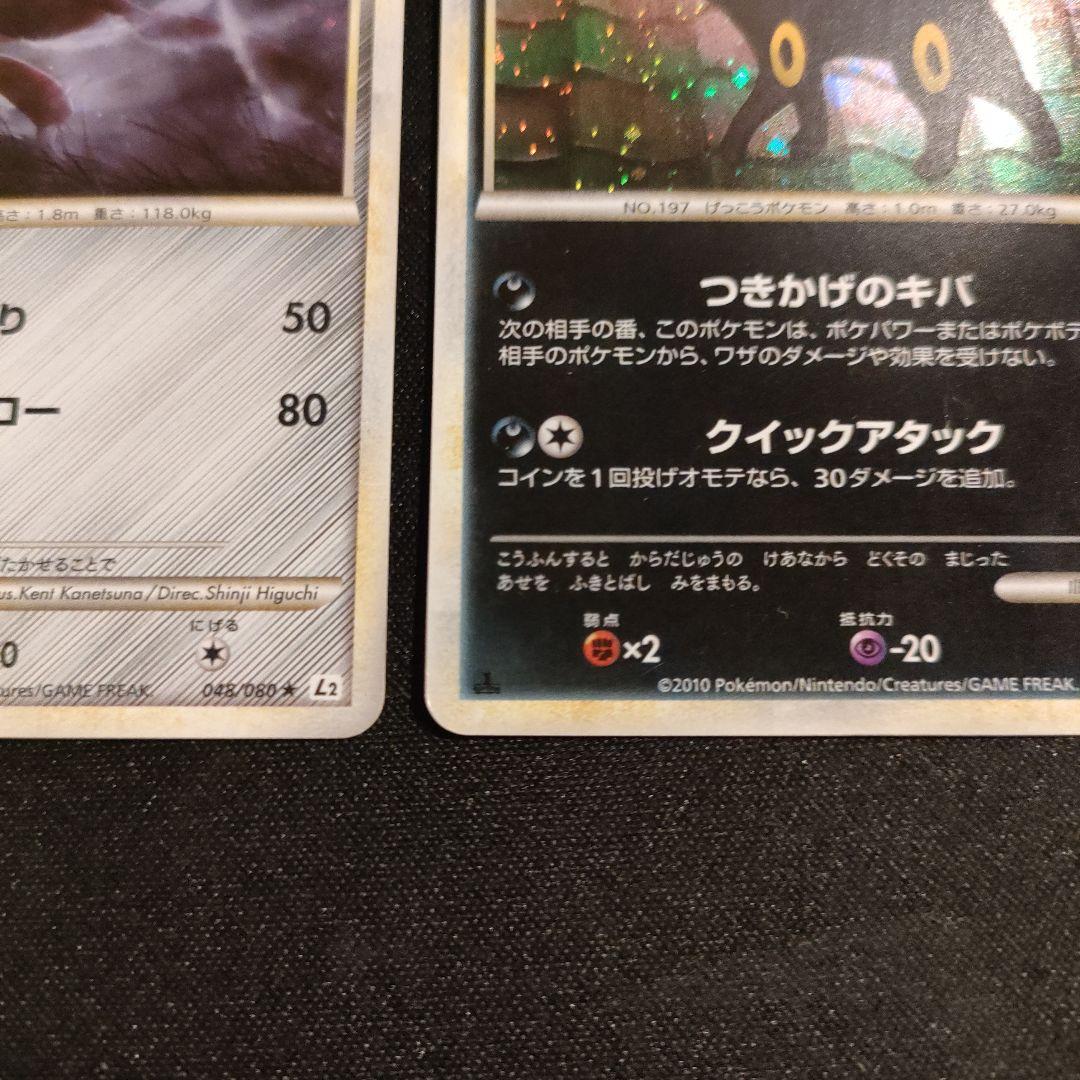 高さ：1.8m 重さ：118.0kg
り 50
ロー 80
たかせることで
us.Kent Kanetsuna / Direc.Shinji Higuchi
にげる
0
ures/GAME FREAK. 048/080 ★ L2
NO.197 げっこうポケモン 高さ：1.0m 重さ：27.0kg
つきかげのキバ
次の相手の番、このポケモンは、ポケパワーまたはポケボデ
相手のポケモンから、ワザのダメージや効果を受けない。
クイックアタック
コインを1回投げオモテなら、30ダメージを追加。
こうふんすると からだじゅうの けあなから どくその まじった
あせを ふきとばし みをまもる。
弱点 抵抗力
×2 -20
1
©2010 Pokémon/Nintendo/Creatures/GAME FREAK.